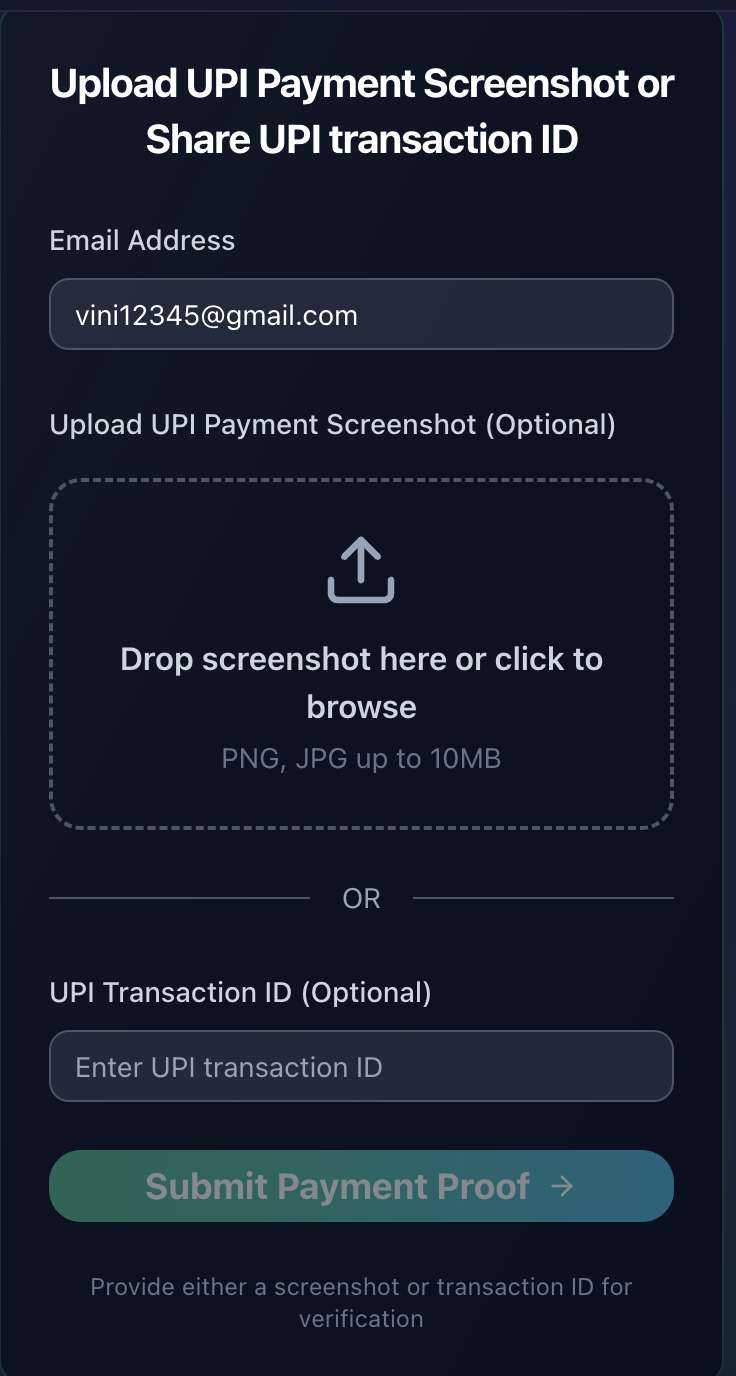 Upload UPI Payment Screenshot or
Share UPI transaction ID
Email Address
vini12345@gmail.com
Upload UPI Payment Screenshot (Optional)
Drop screenshot here or click to
browse
PNG, JPG up to 10MB
OR
UPI Transaction ID (Optional)
Enter UPI transaction ID
Submit Payment Proof →
Provide either a screenshot or transaction ID for
verification